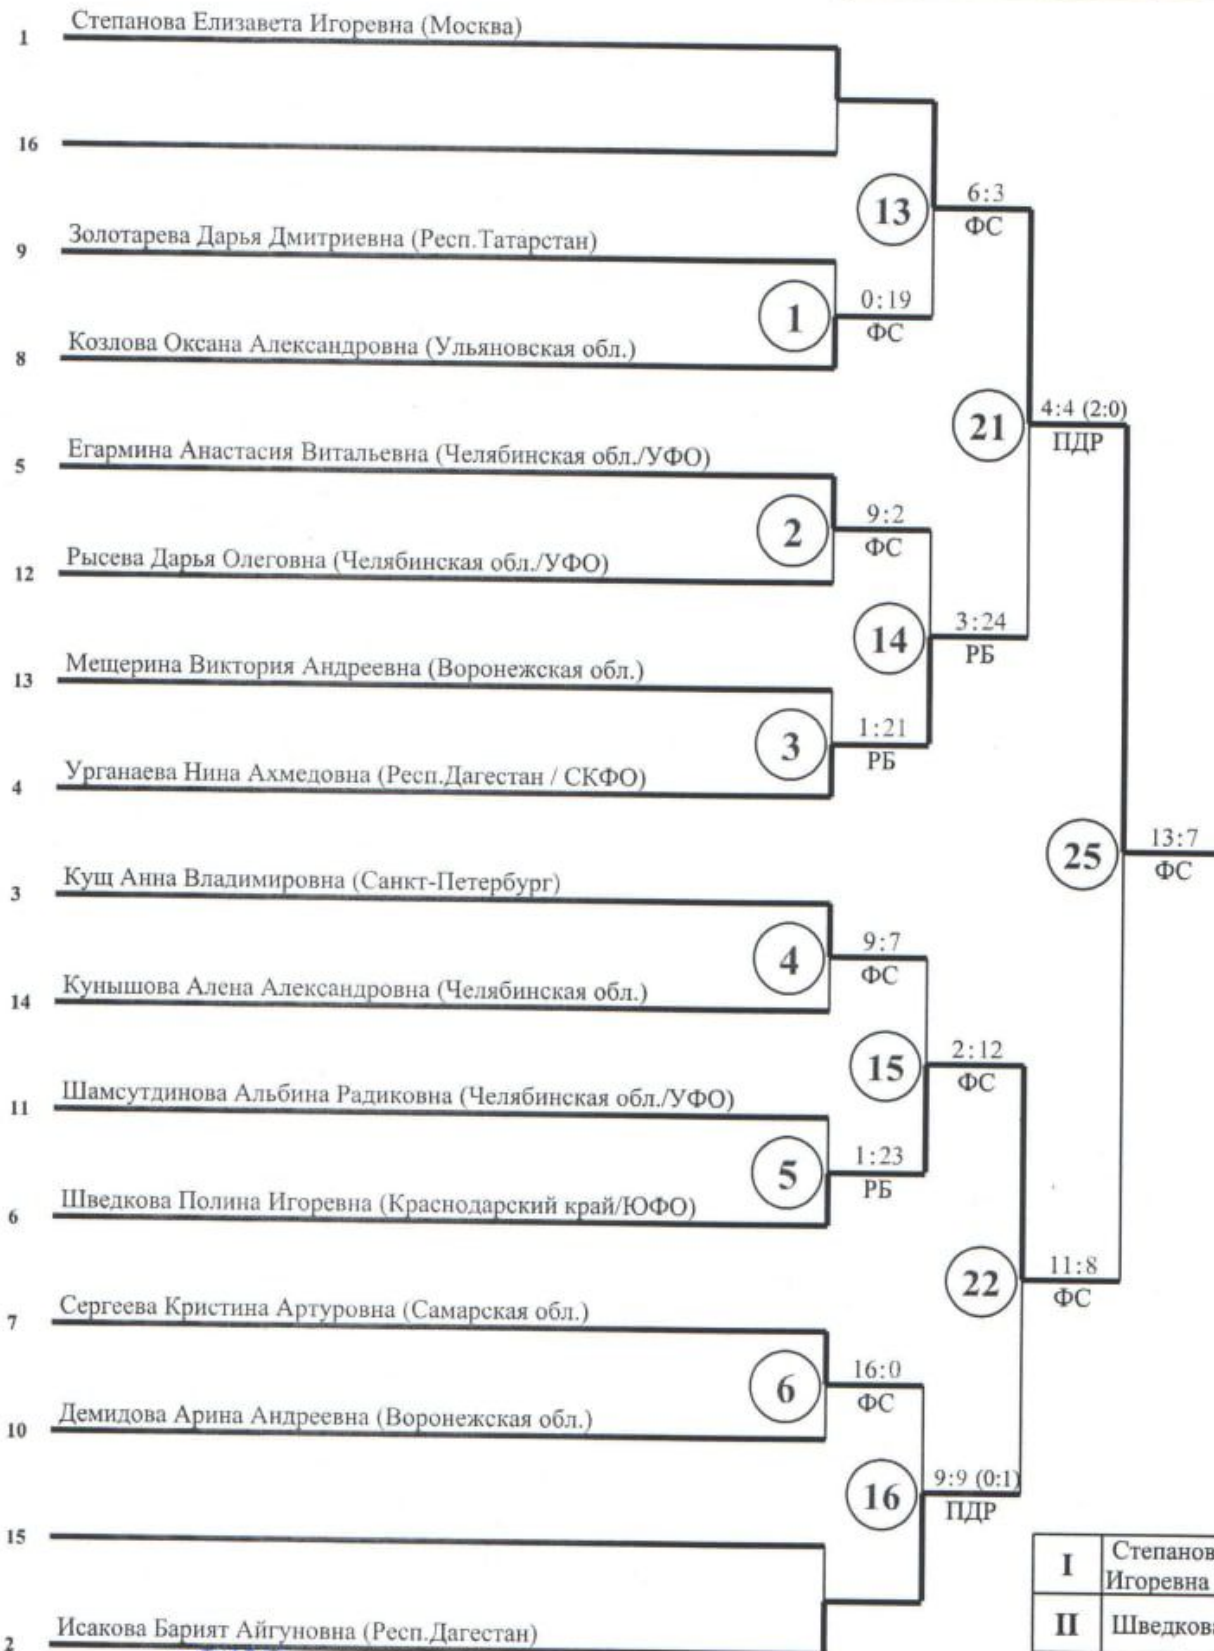 1 Степанова Елизавета Игоревна (Москва)
16
13 6:3
ФС
9 Золотарева Дарья Дмитриевна (Респ.Татарстан)
1 0:19
ФС
8 Козлова Оксана Александровна (Ульяновская обл.)
21 4:4 (2:0)
ПДР
5 Егармина Анастасия Витальевна (Челябинская обл./УФО)
2 9:2
ФС
12 Рысева Дарья Олеговна (Челябинская обл./УФО)
14 3:24
РБ
13 Мещерина Виктория Андреевна (Воронежская обл.)
3 1:21
РБ
4 Урганаева Нина Ахмедовна (Респ.Дагестан / СКФО)
25 13:7
ФС
3 Кущ Анна Владимировна (Санкт-Петербург)
4 9:7
ФС
14 Кунышова Алена Александровна (Челябинская обл.)
15 2:12
ФС
11 Шамсутдинова Альбина Радиковна (Челябинская обл./УФО)
5 1:23
РБ
6 Шведкова Полина Игоревна (Краснодарский край/ЮФО)
22 11:8
ФС
7 Сергеева Кристина Артуровна (Самарская обл.)
6 16:0
ФС
10 Демидова Арина Андреевна (Воронежская обл.)
16 9:9 (0:1)
ПДР
15
2 Исакова Барият Айгуновна (Респ.Дагестан)
I Степанов
Игоревна
II Шведкова